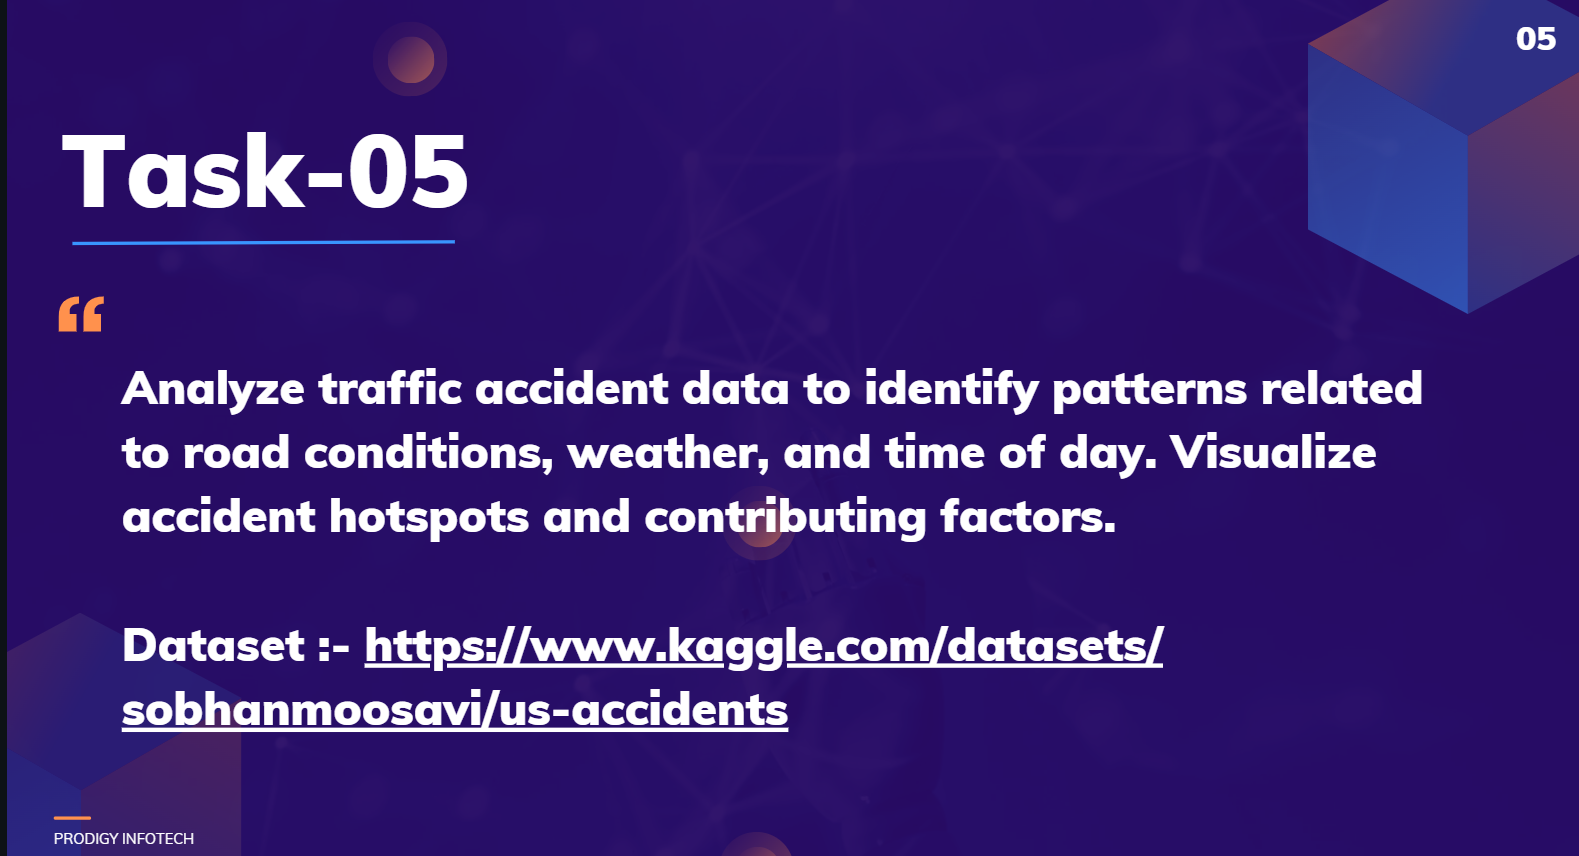 05
Task-05
“
Analyze traffic accident data to identify patterns related
to road conditions, weather, and time of day. Visualize
accident hotspots and contributing factors.
Dataset :- https://www.kaggle.com/datasets/
sobhanmoosavi/us-accidents
PRODIGY INFOTECH